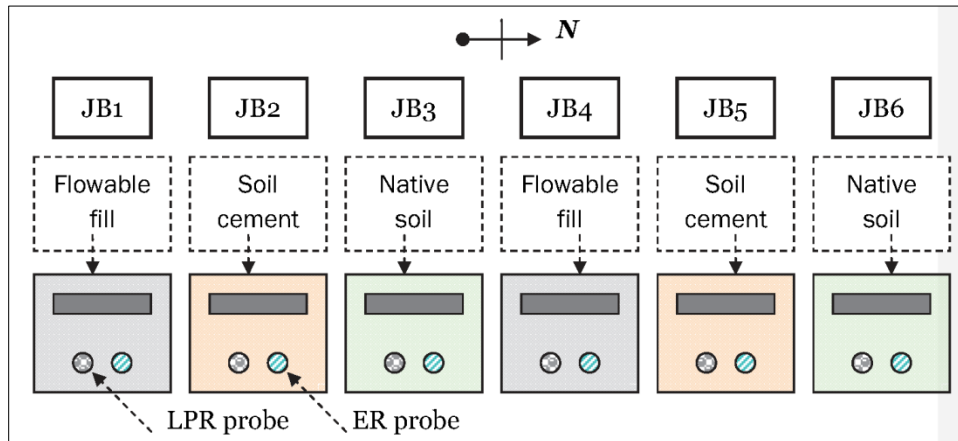 N
JB1 JB2 JB3 JB4 JB5 JB6
Flowable fill
Soil cement
Native soil
Flowable fill
Soil cement
Native soil
LPR probe ER probe